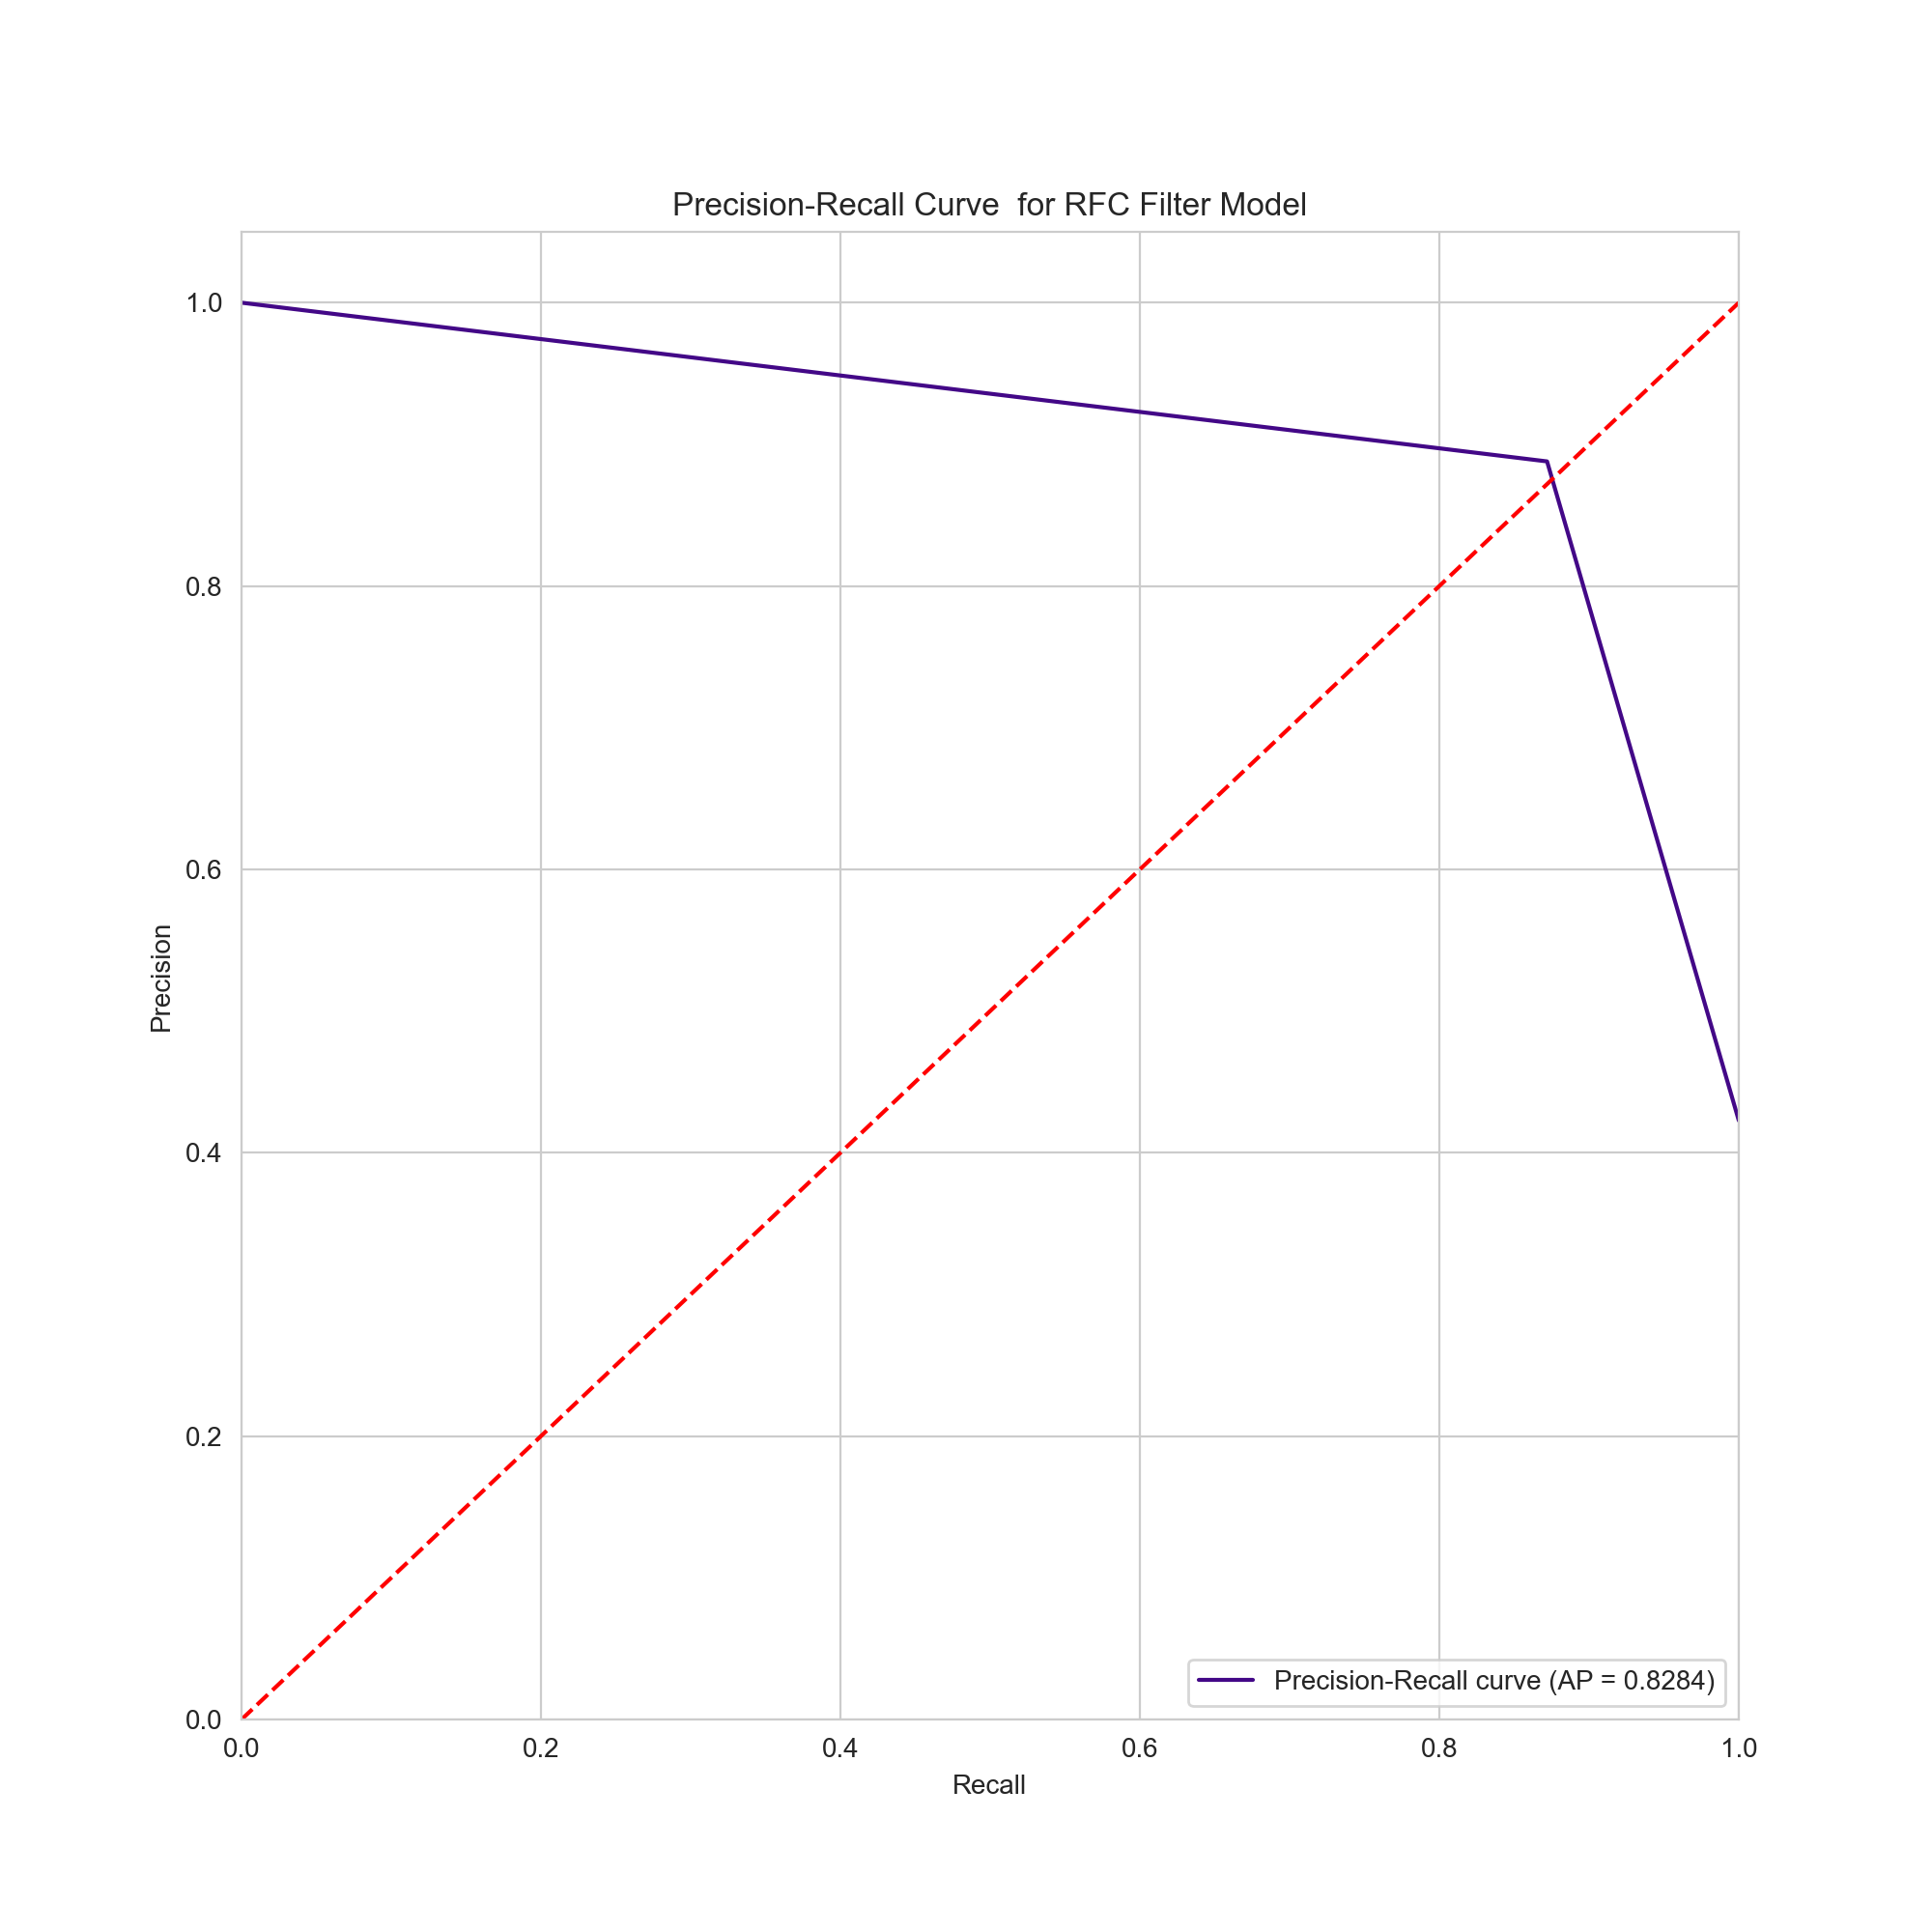 Precision-Recall Curve  for RFC Filter Model
1.0
0.8
0.6
0.4
0.2
0.0
Precision
0.0 0.2 0.4 0.6 0.8 1.0
Recall
Precision-Recall curve (AP = 0.8284)